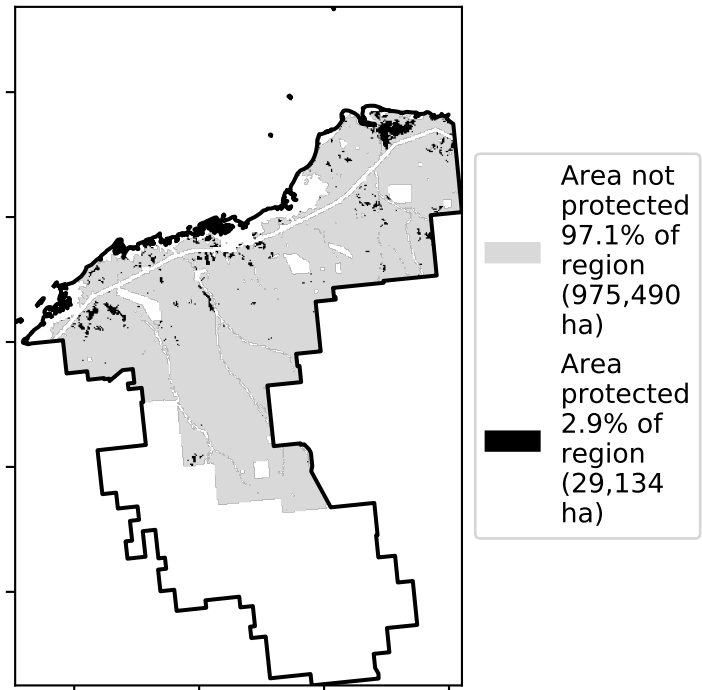 Area not
protected
97.1% of
region
(975,490
ha)
Area
protected
2.9% of
region
(29,134
ha)